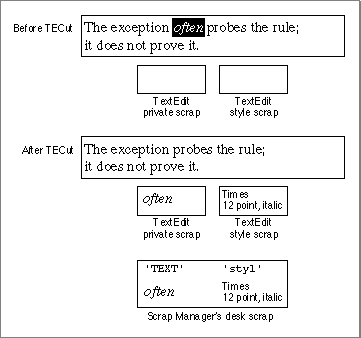 Before TECut
The exception often probes the rule;
it does not prove it.
TextEdit
private scrap
TextEdit
style scrap
After TECut
The exception probes the rule;
it does not prove it.
often
Times
12 point, italic
TextEdit
private scrap
TextEdit
style scrap
'TEXT' 'styl'
often
Times
12 point, italic
Scrap Manager's desk scrap